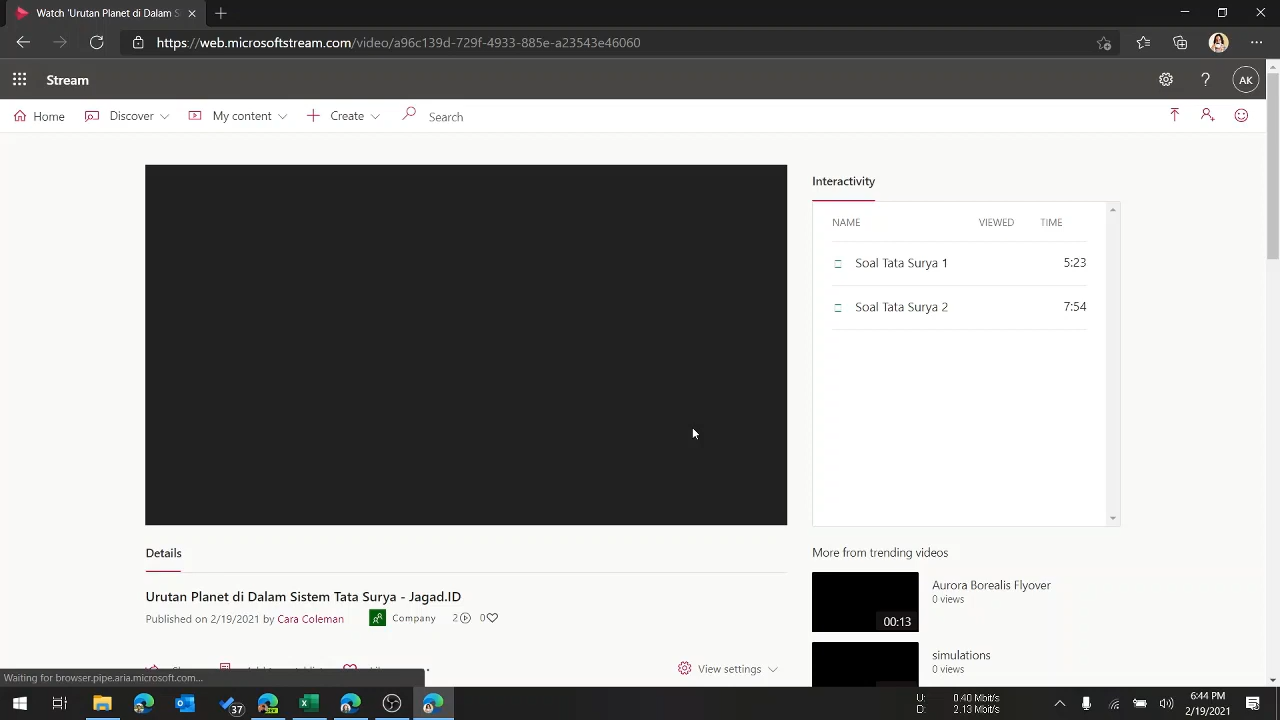 Watch 'Urutan Planet di Dalam S
https://web.microsoftstream.com/video/a96c139d-729f-4933-885e-a23543e46060
Stream
AK
Home
Discover
My content
Create
Search
Interactivity
NAME VIEWED TIME
Soal Tata Surya 1 5:23
Soal Tata Surya 2 7:54
Details
Urutan Planet di Dalam Sistem Tata Surya - Jagad.ID
Published on 2/19/2021 by Cara Coleman Company 2 0
View settings
More from trending videos
Aurora Borealis Flyover
0 views
00:13
simulations
0 views
Waiting for browser.pipe.aria.microsoft.com...
37
U: 0.40 Mbit/s
D: 2.13 Mbit/s
6:44 PM
2/19/2021